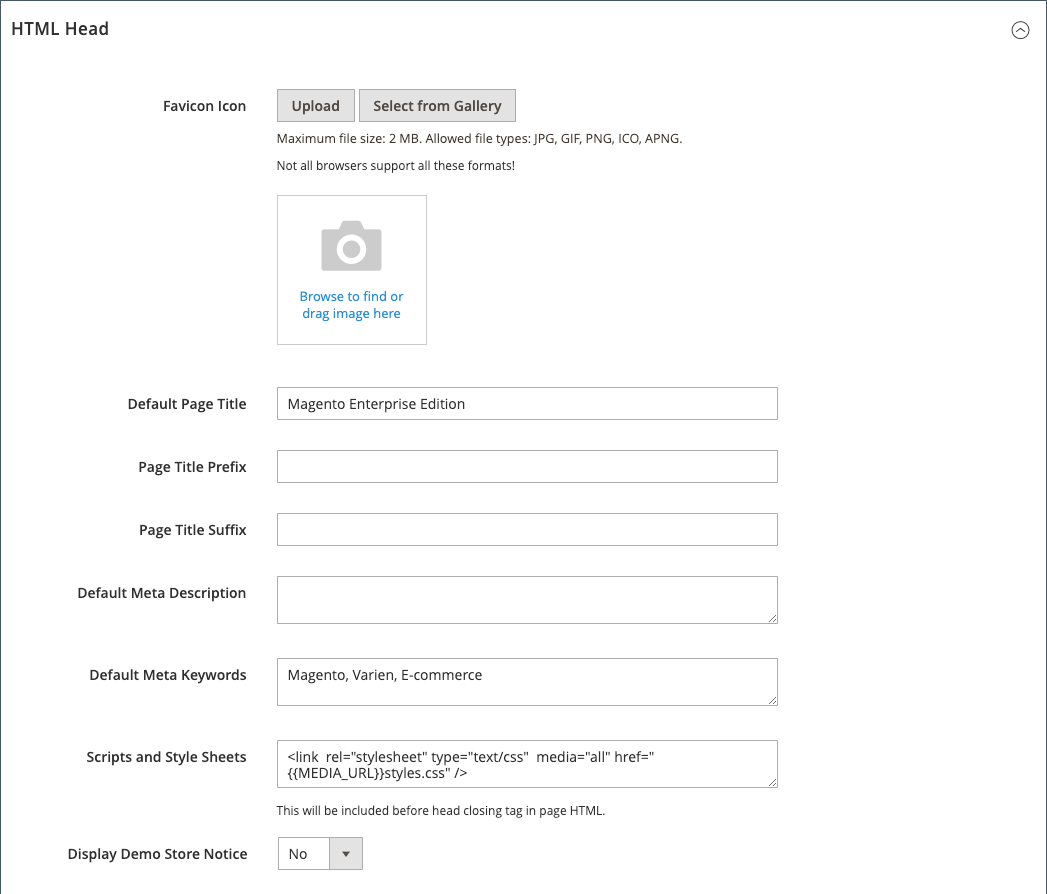 HTML Head
Favicon Icon
Upload
Select from Gallery
Maximum file size: 2 MB. Allowed file types: JPG, GIF, PNG, ICO, APNG.
Not all browsers support all these formats!
Browse to find or
drag image here
Default Page Title
Magento Enterprise Edition
Page Title Prefix
Page Title Suffix
Default Meta Description
Default Meta Keywords
Magento, Varien, E-commerce
Scripts and Style Sheets
<link  rel="stylesheet" type="text/css"  media="all" href="
{{MEDIA_URL}}styles.css" />
This will be included before head closing tag in page HTML.
Display Demo Store Notice
No